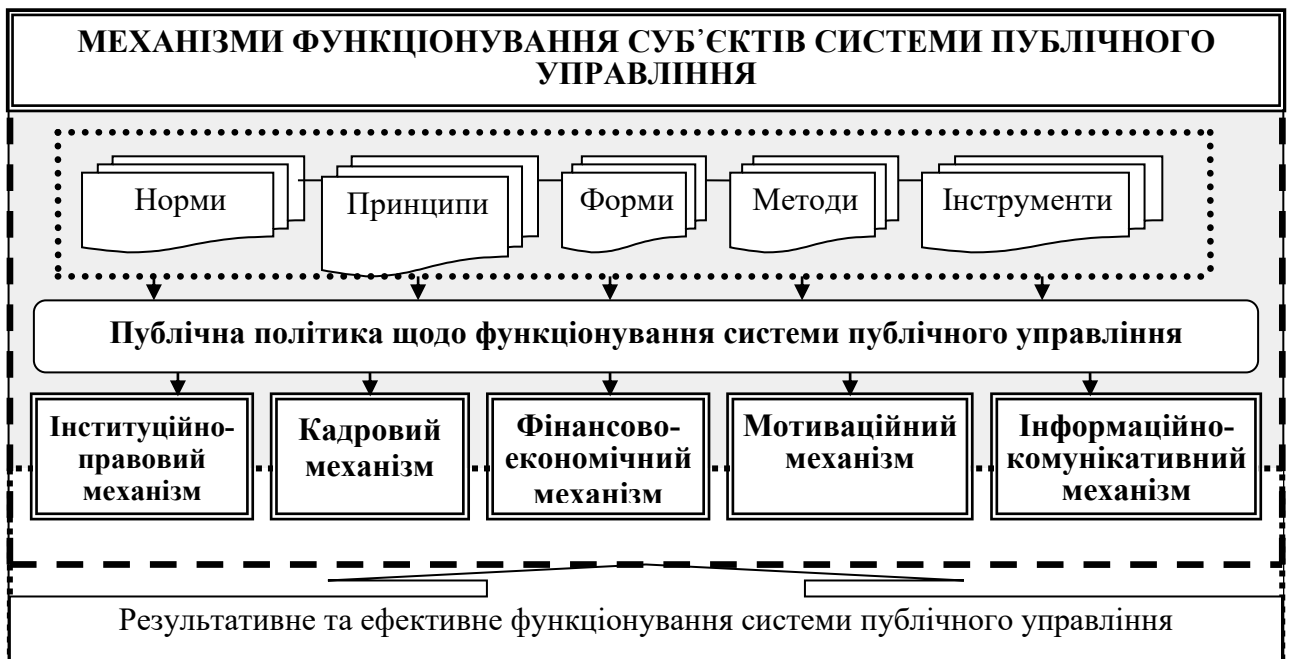 МЕХАНІЗМИ ФУНКЦІОНУВАННЯ СУБ᾽ЄКТІВ СИСТЕМИ ПУБЛІЧНОГО
УПРАВЛІННЯ
Норми
Принципи
Форми
Методи
Інструменти
Публічна політика щодо функціонування системи публічного управління
Інституційно-
правовий
механізм
Кадровий
механізм
Фінансово-
економічний
механізм
Мотиваційний
механізм
Інформаційно-
комунікативний
механізм
Результативне та ефективне функціонування системи публічного управління